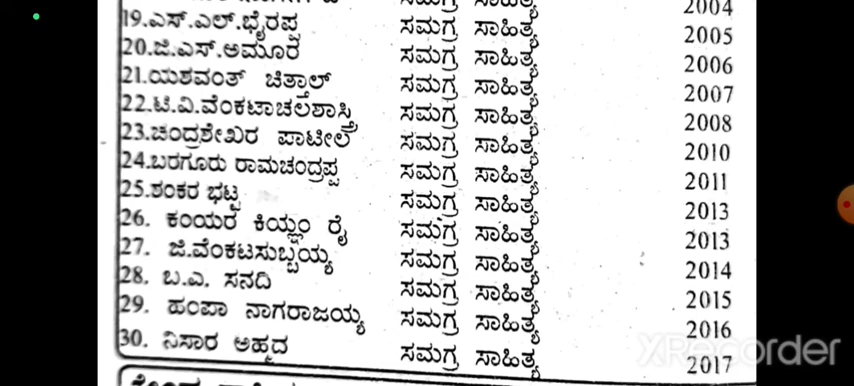 ಸಮಗ್ರ ಸಾಹಿತ್ಯ 2004
19.ಎಸ್.ಎಲ್.ಭೈರಪ್ಪ ಸಮಗ್ರ ಸಾಹಿತ್ಯ 2005
20.ಜಿ.ಎಸ್.ಅಮೂರ ಸಮಗ್ರ ಸಾಹಿತ್ಯ 2006
21.ಯಶವಂತ್ ಚಿತ್ತಾಲ್ ಸಮಗ್ರ ಸಾಹಿತ್ಯ 2007
22.ಟಿ.ವಿ.ವೆಂಕಟಾಚಲಶಾಸ್ತ್ರಿ ಸಮಗ್ರ ಸಾಹಿತ್ಯ 2008
23.ಚಂದ್ರಶೇಖರ ಪಾಟೀಲ ಸಮಗ್ರ ಸಾಹಿತ್ಯ 2010
24.ಬರಗೂರು ರಾಮಚಂದ್ರಪ್ಪ ಸಮಗ್ರ ಸಾಹಿತ್ಯ 2011
25.ಶಂಕರ ಭಟ್ಟ ಸಮಗ್ರ ಸಾಹಿತ್ಯ 2013
26. ಕಂಯರ ಕಿಯ್ಞಂ ರೈ ಸಮಗ್ರ ಸಾಹಿತ್ಯ 2013
27. ಜಿ.ವೆಂಕಟಸುಬ್ಬಯ್ಯ ಸಮಗ್ರ ಸಾಹಿತ್ಯ 2014
28. ಬ.ಎ. ಸನದಿ ಸಮಗ್ರ ಸಾಹಿತ್ಯ 2015
29. ಹಂಪಾ ನಾಗರಾಜಯ್ಯ ಸಮಗ್ರ ಸಾಹಿತ್ಯ 2016
30. ನಿಸಾರ ಅಹ್ಮದ ಸಮಗ್ರ ಸಾಹಿತ್ಯ 2017
XRecorder